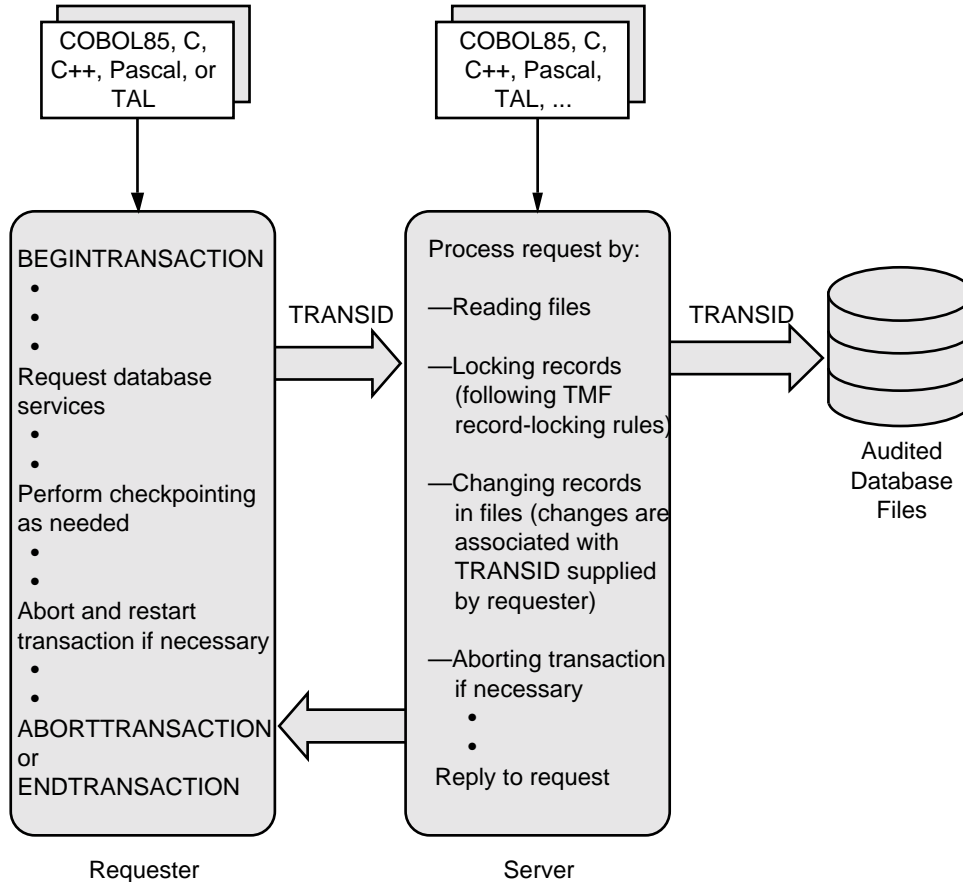 COBOL85, C,
C++, Pascal, or
TAL
COBOL85, C,
C++, Pascal,
TAL, ...
BEGINTRANSACTION
•
•
•
Request database
services
•
•
Perform checkpointing
as needed
•
•
Abort and restart
transaction if necessary
•
•
ABORTTRANSACTION
or
ENDTRANSACTION
TRANSID
Process request by:
—Reading files
—Locking records
(following TMF
record-locking rules)
—Changing records
in files (changes are
associated with
TRANSID supplied
by requester)
—Aborting transaction
if necessary
•
•
Reply to request
TRANSID
Audited
Database
Files
Requester
Server